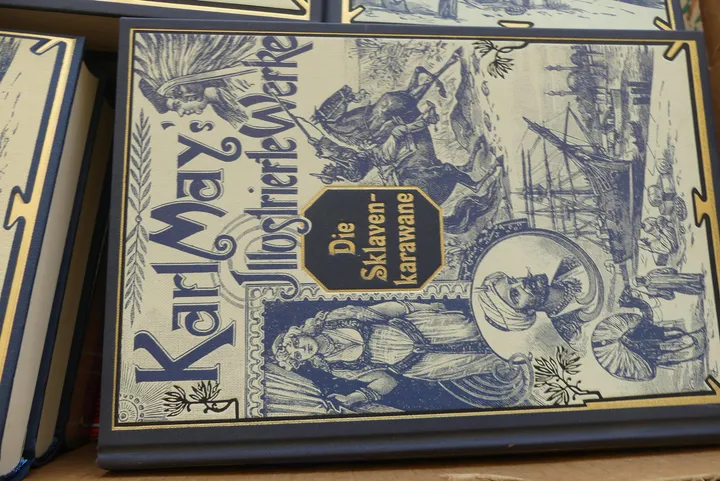 Karl May's
Illustrierte Werke
Die
Sklaven-
karawane